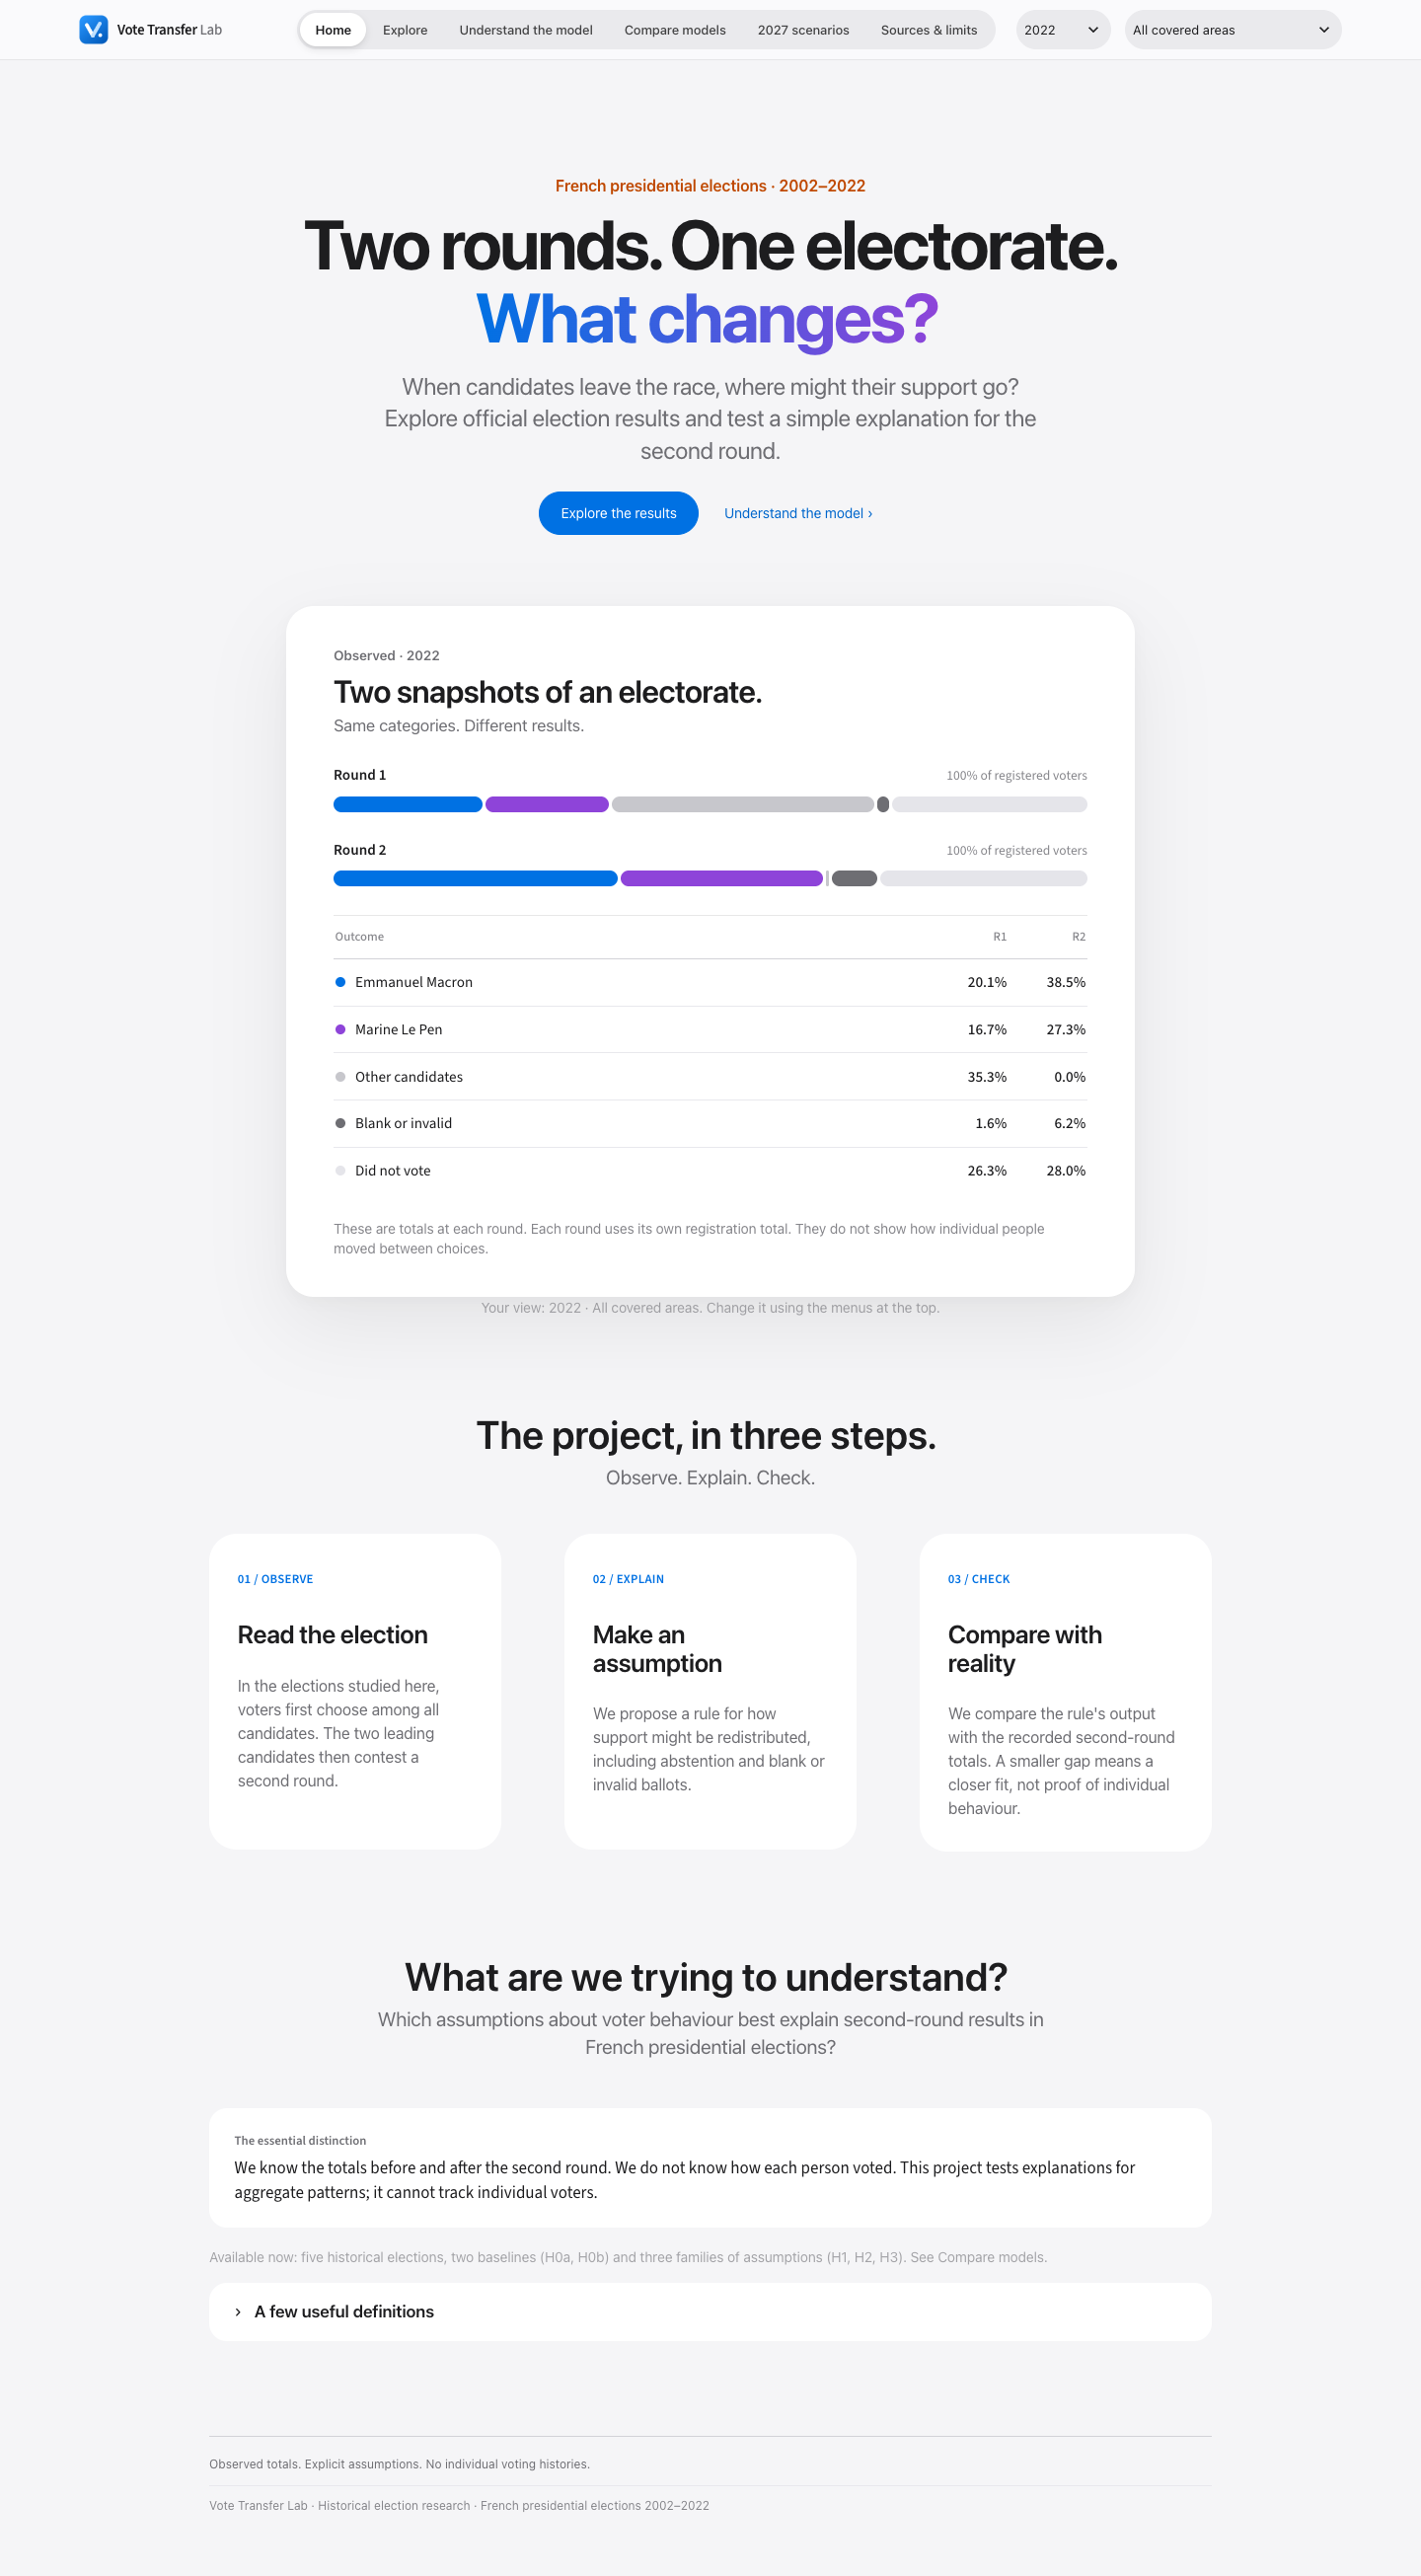 Vote Transfer Lab
Home
Explore
Understand the model
Compare models
2027 scenarios
Sources & limits
2022
All covered areas
French presidential elections · 2002–2022
Two rounds. One electorate.
What changes?
When candidates leave the race, where might their support go?
Explore official election results and test a simple explanation for the
second round.
Explore the results
Understand the model ›
Observed · 2022
Two snapshots of an electorate.
Same categories. Different results.
Round 1
100% of registered voters
Round 2
100% of registered voters
Outcome R1 R2
Emmanuel Macron 20.1% 38.5%
Marine Le Pen 16.7% 27.3%
Other candidates 35.3% 0.0%
Blank or invalid 1.6% 6.2%
Did not vote 26.3% 28.0%
These are totals at each round. Each round uses its own registration total. They do not show how individual people
moved between choices.
Your view: 2022 · All covered areas. Change it using the menus at the top.
The project, in three steps.
Observe. Explain. Check.
01 / OBSERVE
Read the election
In the elections studied here,
voters first choose among all
candidates. The two leading
candidates then contest a
second round.
02 / EXPLAIN
Make an
assumption
We propose a rule for how
support might be redistributed,
including abstention and blank or
invalid ballots.
03 / CHECK
Compare with
reality
We compare the rule's output
with the recorded second-round
totals. A smaller gap means a
closer fit, not proof of individual
behaviour.
What are we trying to understand?
Which assumptions about voter behaviour best explain second-round results in
French presidential elections?
The essential distinction
We know the totals before and after the second round. We do not know how each person voted. This project tests explanations for
aggregate patterns; it cannot track individual voters.
Available now: five historical elections, two baselines (H0a, H0b) and three families of assumptions (H1, H2, H3). See Compare models.
› A few useful definitions
Observed totals. Explicit assumptions. No individual voting histories.
Vote Transfer Lab · Historical election research · French presidential elections 2002–2022